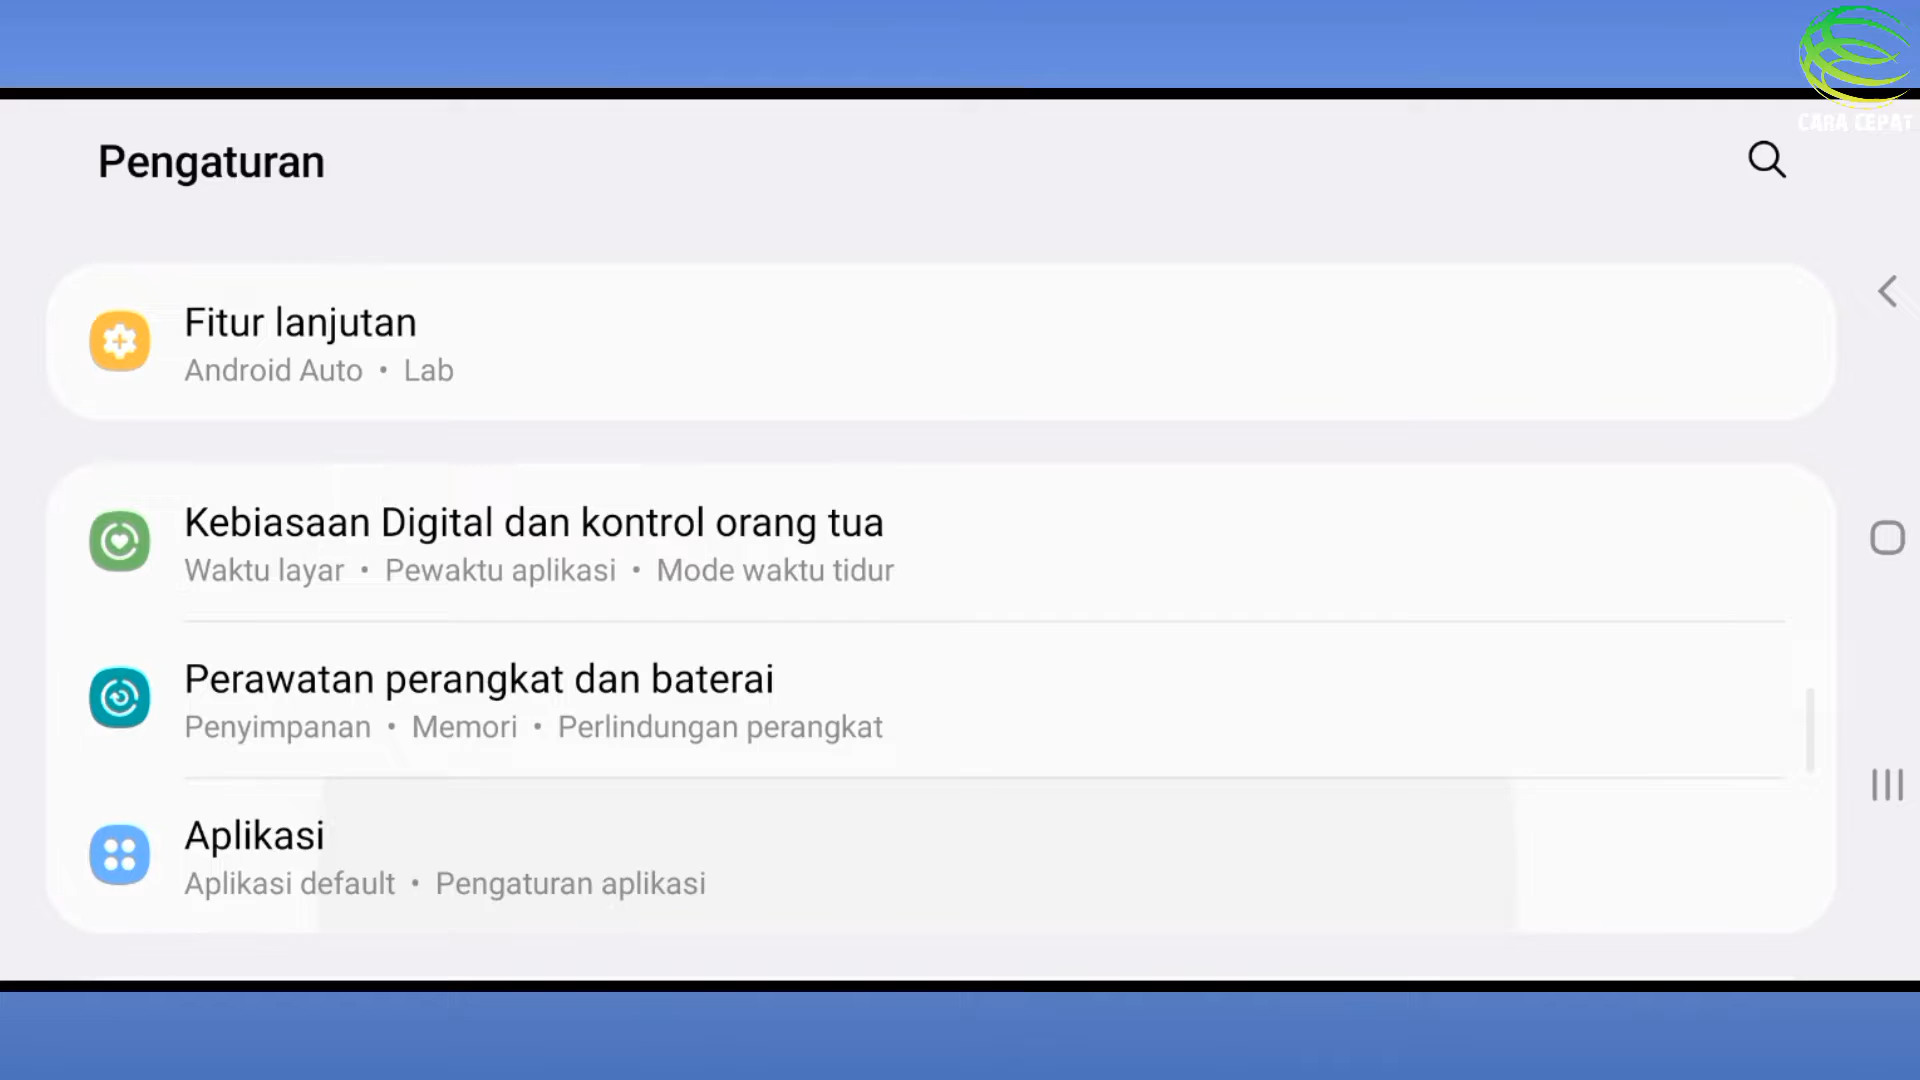 CARA CEPAT
Pengaturan
Fitur lanjutan
Android Auto • Lab
Kebiasaan Digital dan kontrol orang tua
Waktu layar • Pewaktu aplikasi • Mode waktu tidur
Perawatan perangkat dan baterai
Penyimpanan • Memori • Perlindungan perangkat
Aplikasi
Aplikasi default • Pengaturan aplikasi